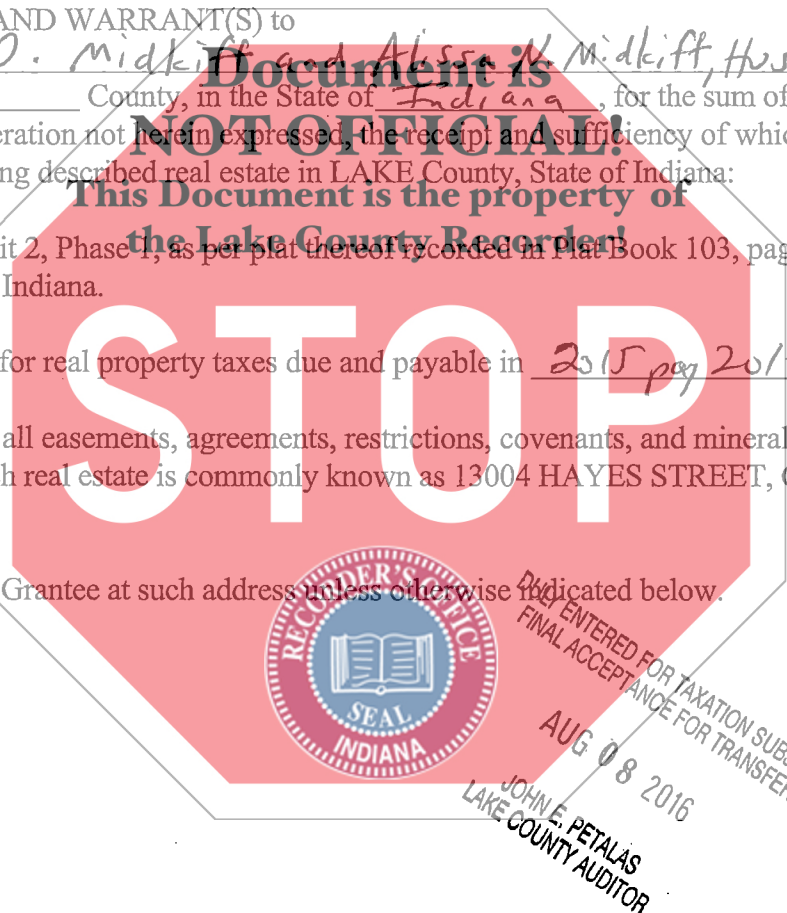 AND WARRANT(S) to
D. Midkiff and Alissa N. Midkiff, Hus
County, in the State of Indiana, for the sum of
eration not herein expressed, the receipt and sufficiency of whic
ng described real estate in LAKE County, State of Indiana:
Document is
NOT OFFICIAL!
This Document is the property of
the Lake County Recorder!
it 2, Phase 1, as per plat thereof recorded in Plat Book 103, pag
Indiana.
for real property taxes due and payable in 2015 pay 201
all easements, agreements, restrictions, covenants, and mineral
h real estate is commonly known as 13004 HAYES STREET, C
STOP
Grantee at such address unless otherwise indicated below.
RECORDER'S OFFICE
SEAL
INDIANA
DULY ENTERED FOR TAXATION SUB
FINAL ACCEPTANCE FOR TRANSFER
AUG 08 2016
JOHN E. PETALAS
LAKE COUNTY AUDITOR